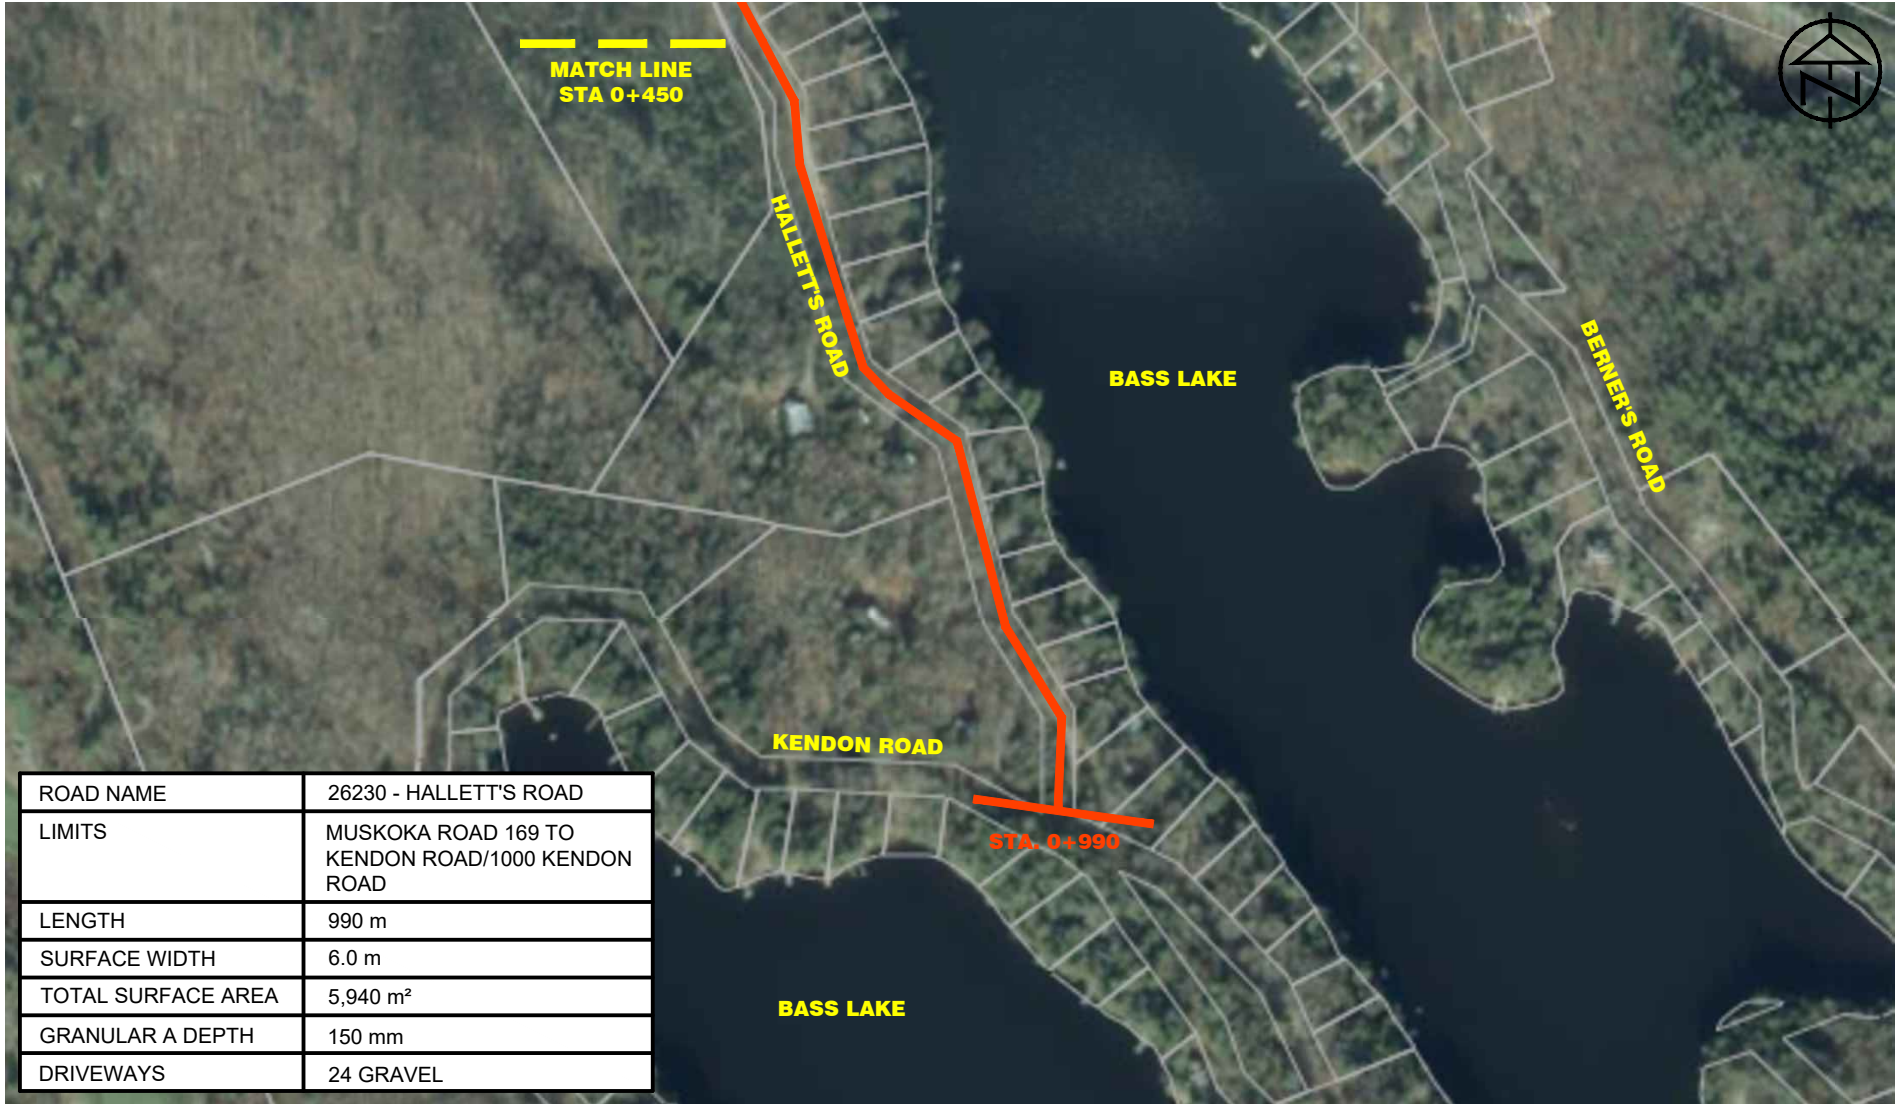 MATCH LINE
STA 0+450
N
HALLETT'S ROAD
BASS LAKE
BERNER'S ROAD
KENDON ROAD
STA. 0+990
BASS LAKE
ROAD NAME
26230 - HALLETT'S ROAD
LIMITS
MUSKOKA ROAD 169 TO
KENDON ROAD/1000 KENDON
ROAD
LENGTH
990 m
SURFACE WIDTH
6.0 m
TOTAL SURFACE AREA
5,940 m²
GRANULAR A DEPTH
150 mm
DRIVEWAYS
24 GRAVEL